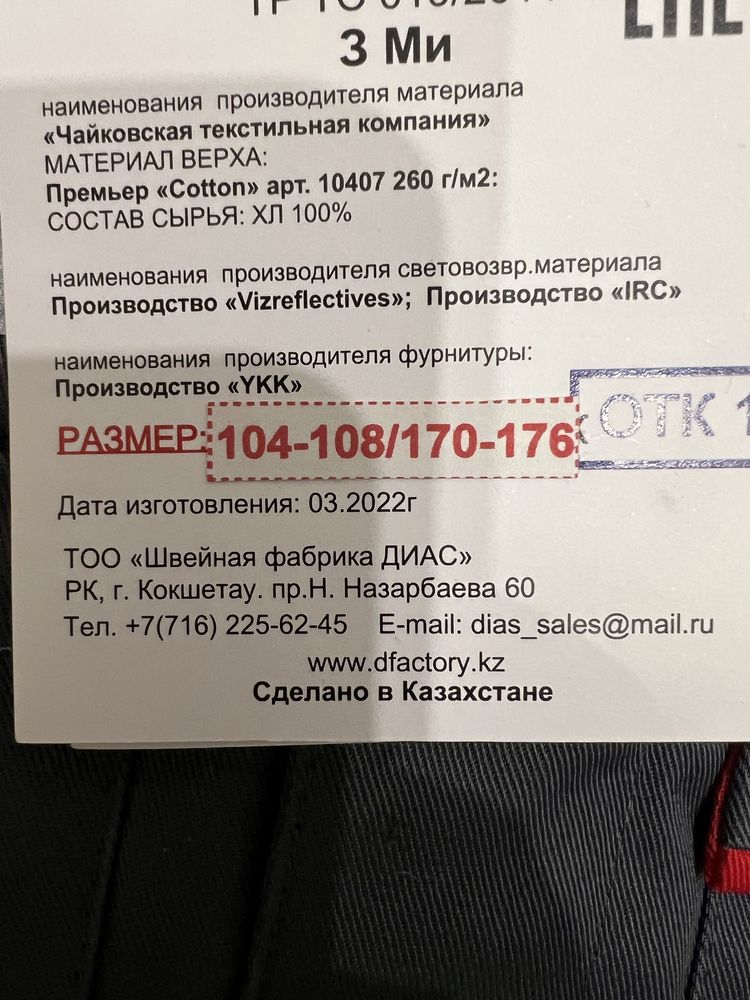 З Ми
наименования производителя материала
«Чайковская текстильная компания»
МАТЕРИАЛ ВЕРХА:
Премьер «Cotton» арт. 10407 260 г/м2:
СОСТАВ СЫРЬЯ: ХЛ 100%
наименования производителя световозвр.материала
Производство «Vizreflectives»; Производство «IRC»
наименования производителя фурнитуры:
Производство «YKK»
РАЗМЕР: 104-108/170-176
ОТК 1
Дата изготовления: 03.2022г
ТОО «Швейная фабрика ДИАС»
РК, г. Кокшетау. пр.Н. Назарбаева 60
Тел. +7(716) 225-62-45 E-mail: dias_sales@mail.ru
www.dfactory.kz
Сделано в Казахстане